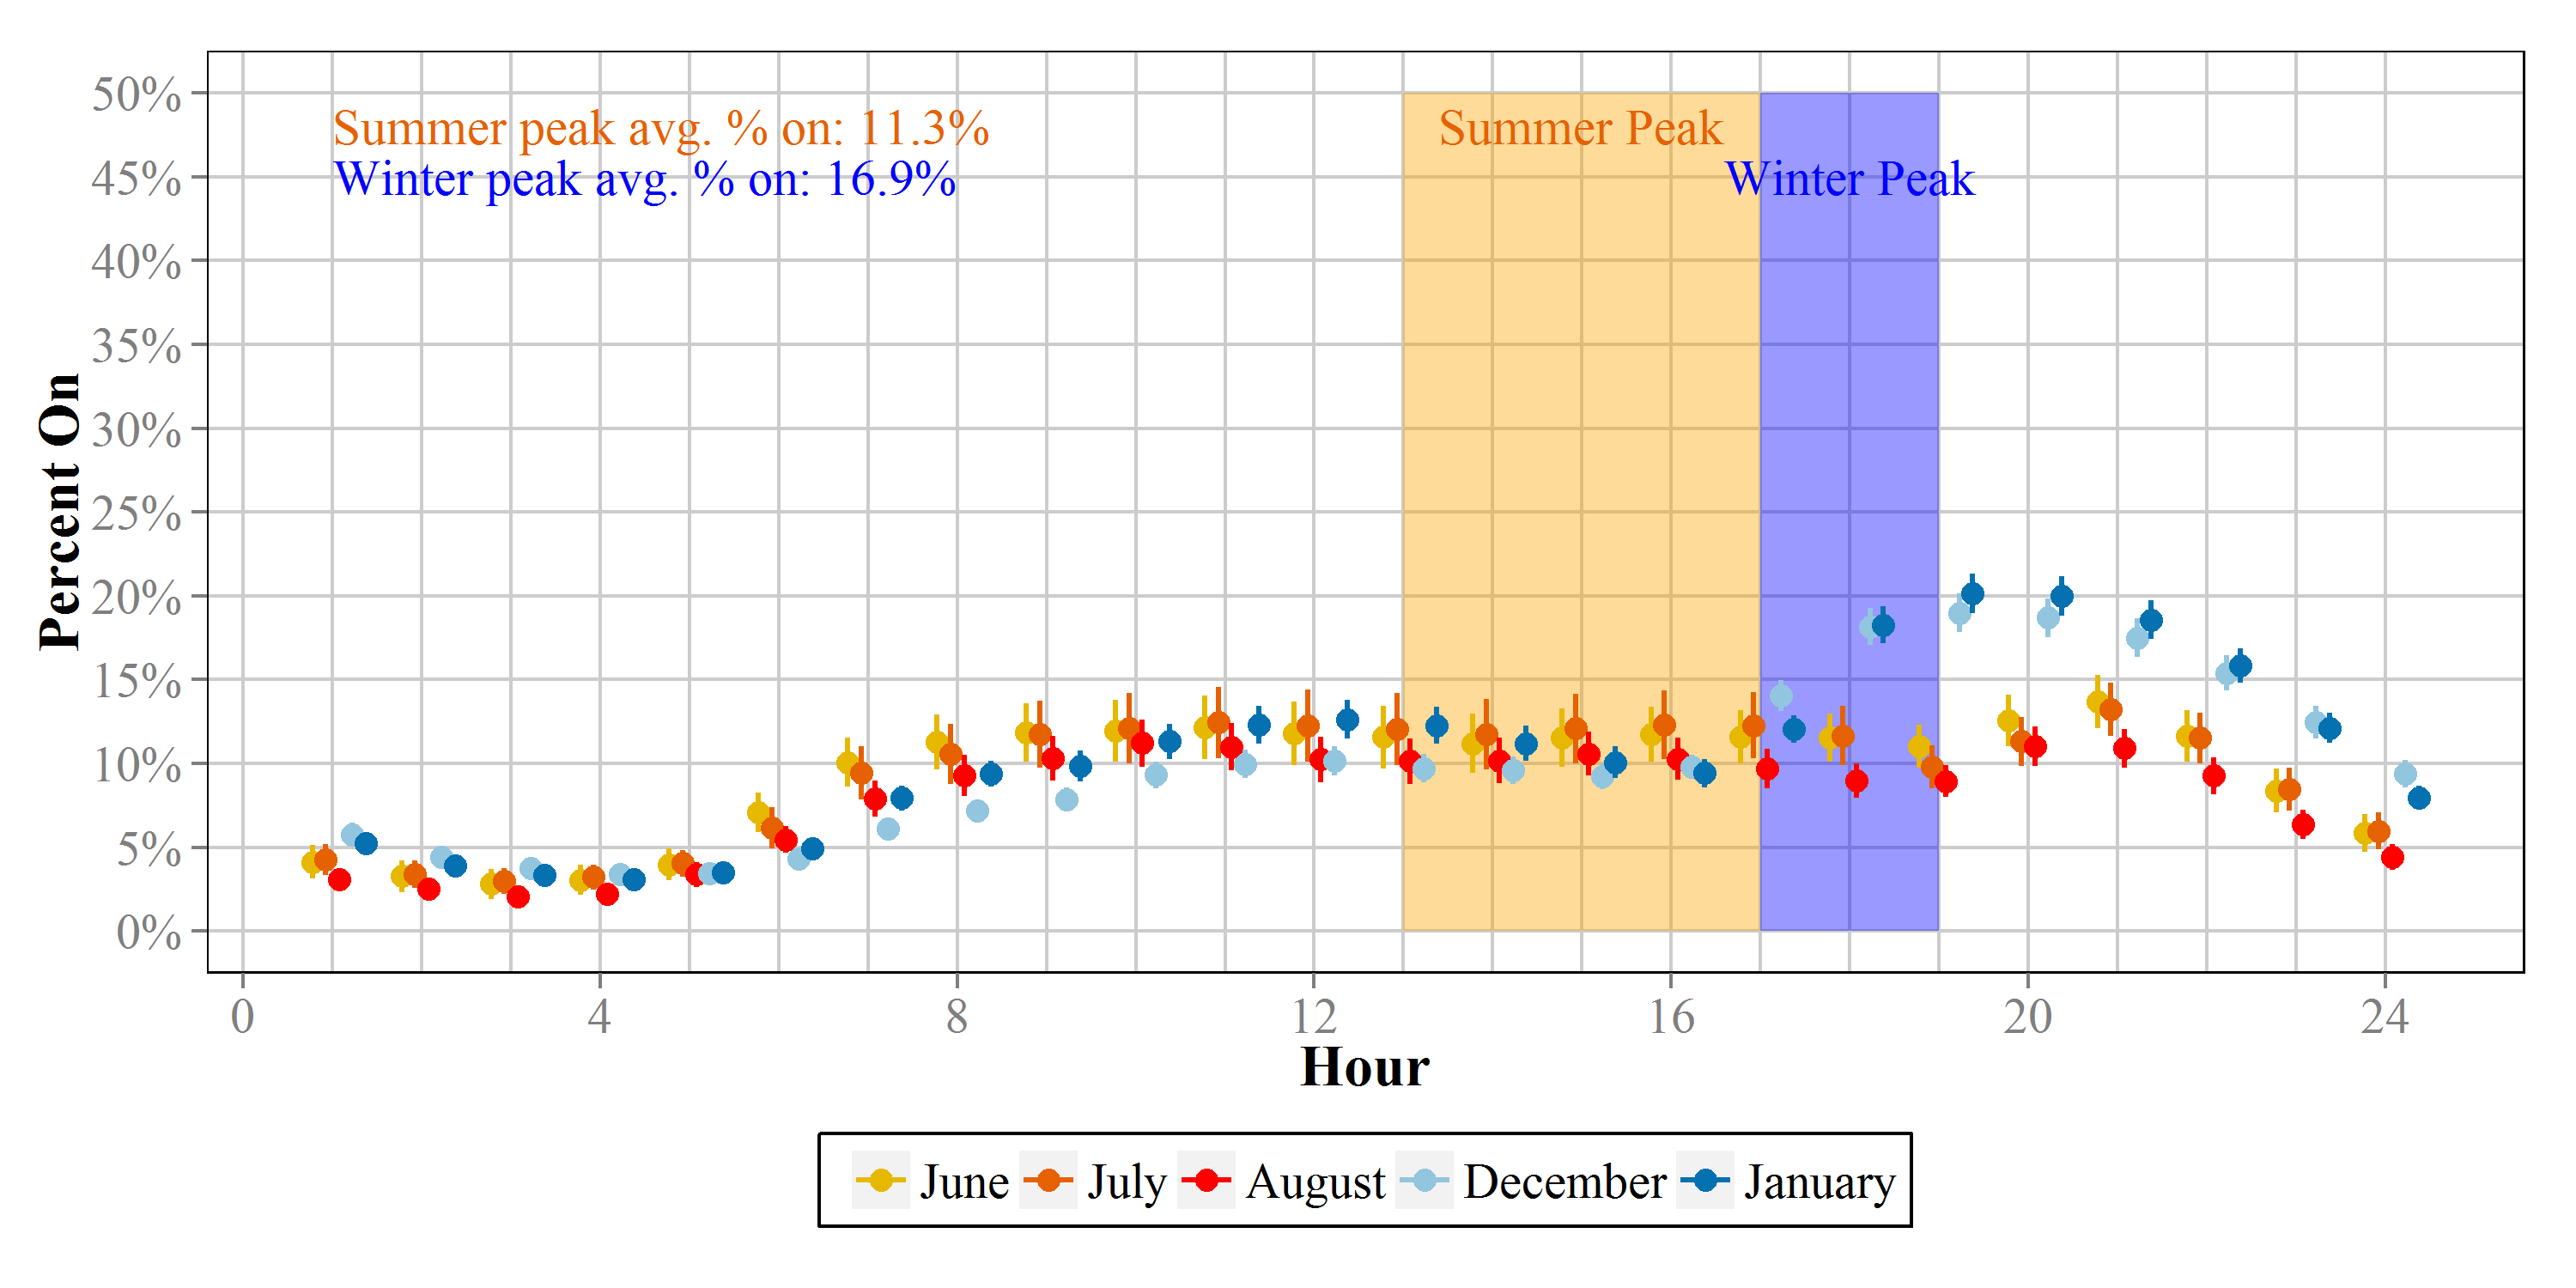 50%
Summer peak avg. % on: 11.3%
Summer Peak
45%
Winter peak avg. % on: 16.9%
Winter Peak
40%
35%
30%
25%
20%
15%
10%
5%
0%
Percent On
0 4 8 12 16 20 24
Hour
June July August December January